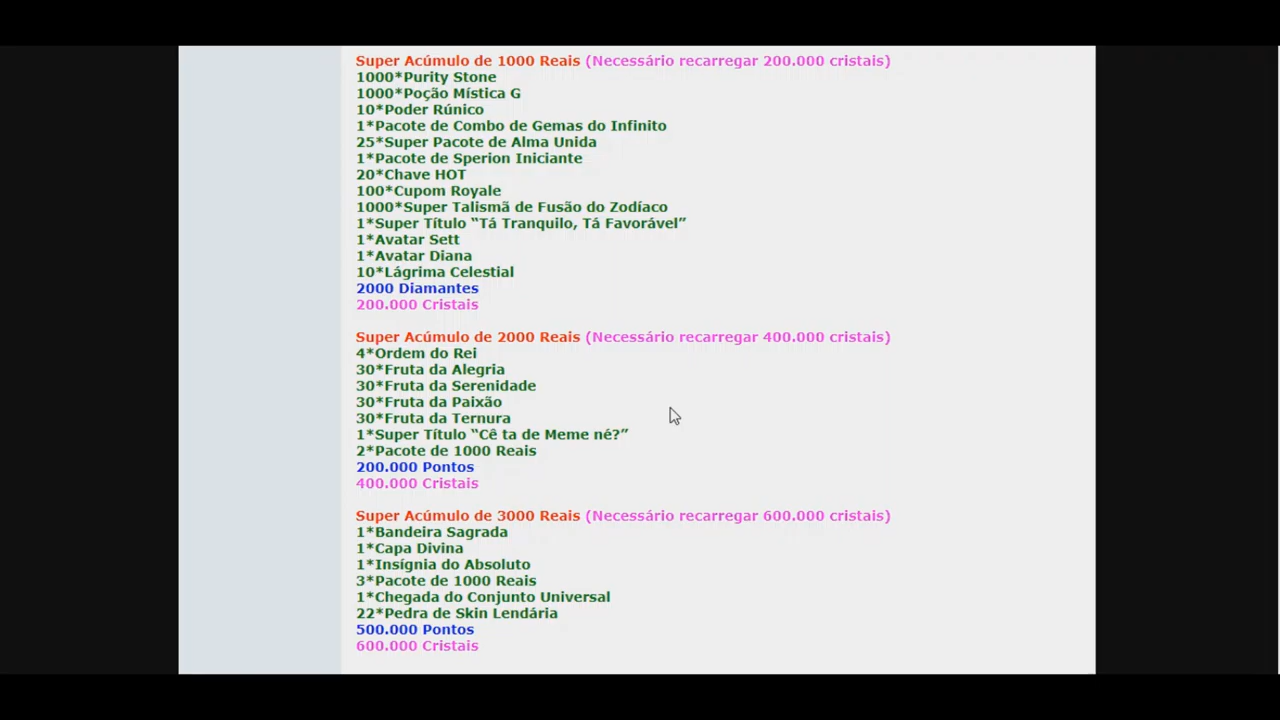 Super Acúmulo de 1000 Reais (Necessário recarregar 200.000 cristais)
1000*Purity Stone
1000*Poção Mística G
10*Poder Rúnico
1*Pacote de Combo de Gemas do Infinito
25*Super Pacote de Alma Unida
1*Pacote de Sperion Iniciante
20*Chave HOT
100*Cupom Royale
1000*Super Talismã de Fusão do Zodíaco
1*Super Título “Tá Tranquilo, Tá Favorável”
1*Avatar Sett
1*Avatar Diana
10*Lágrima Celestial
2000 Diamantes
200.000 Cristais
Super Acúmulo de 2000 Reais (Necessário recarregar 400.000 cristais)
4*Ordem do Rei
30*Fruta da Alegria
30*Fruta da Serenidade
30*Fruta da Paixão
30*Fruta da Ternura
1*Super Título “Cê ta de Meme né?”
2*Pacote de 1000 Reais
200.000 Pontos
400.000 Cristais
Super Acúmulo de 3000 Reais (Necessário recarregar 600.000 cristais)
1*Bandeira Sagrada
1*Capa Divina
1*Insígnia do Absoluto
3*Pacote de 1000 Reais
1*Chegada do Conjunto Universal
22*Pedra de Skin Lendária
500.000 Pontos
600.000 Cristais